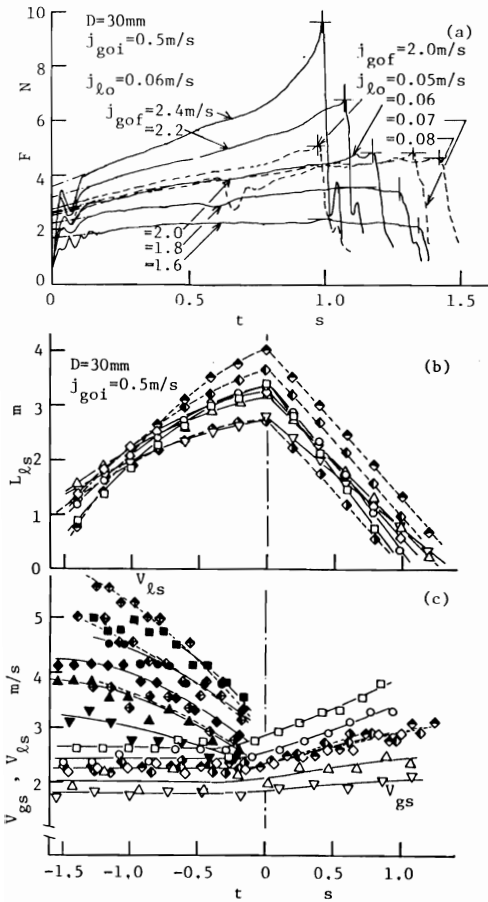 D=30mm
j_goi=0.5m/s
(a)
j_ℓo=0.06m/s
j_gof=2.4m/s
=2.2
j_gof=2.0m/s
j_ℓo=0.05m/s
=0.06
=0.07
=0.08
=2.0
=1.8
=1.6
10
8
6
4
2
0
F N
0 0.5 1.0 1.5
t s
(b)
D=30mm
j_goi=0.5m/s
4
3
2
1
0
L_ℓs m
V_ℓs
(c)
5
4
3
2
V_gs , V_ℓs m/s
V_gs
-1.5 -1.0 -0.5 0 0.5 1.0
t s